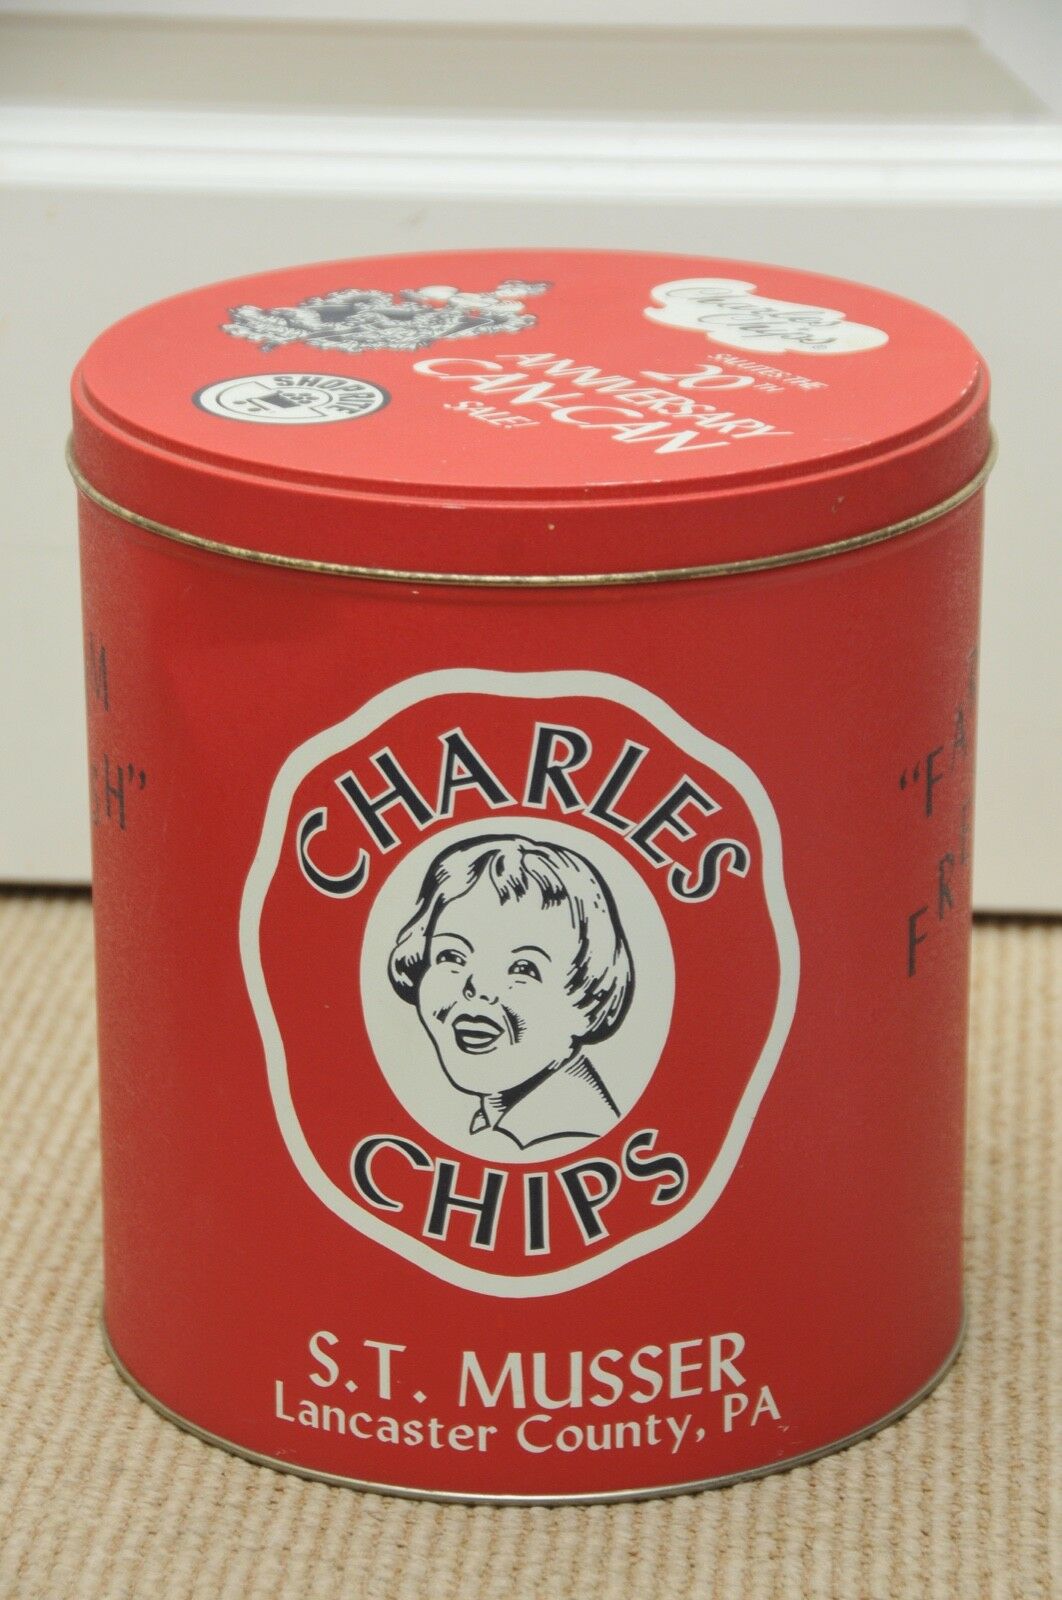 Charles
Chips®
SALUTES THE
20TH
ANNIVERSARY
CAN-CAN
SALE!
SHOPRITE
CHARLES
CHIPS
S.T. MUSSER
Lancaster County, PA